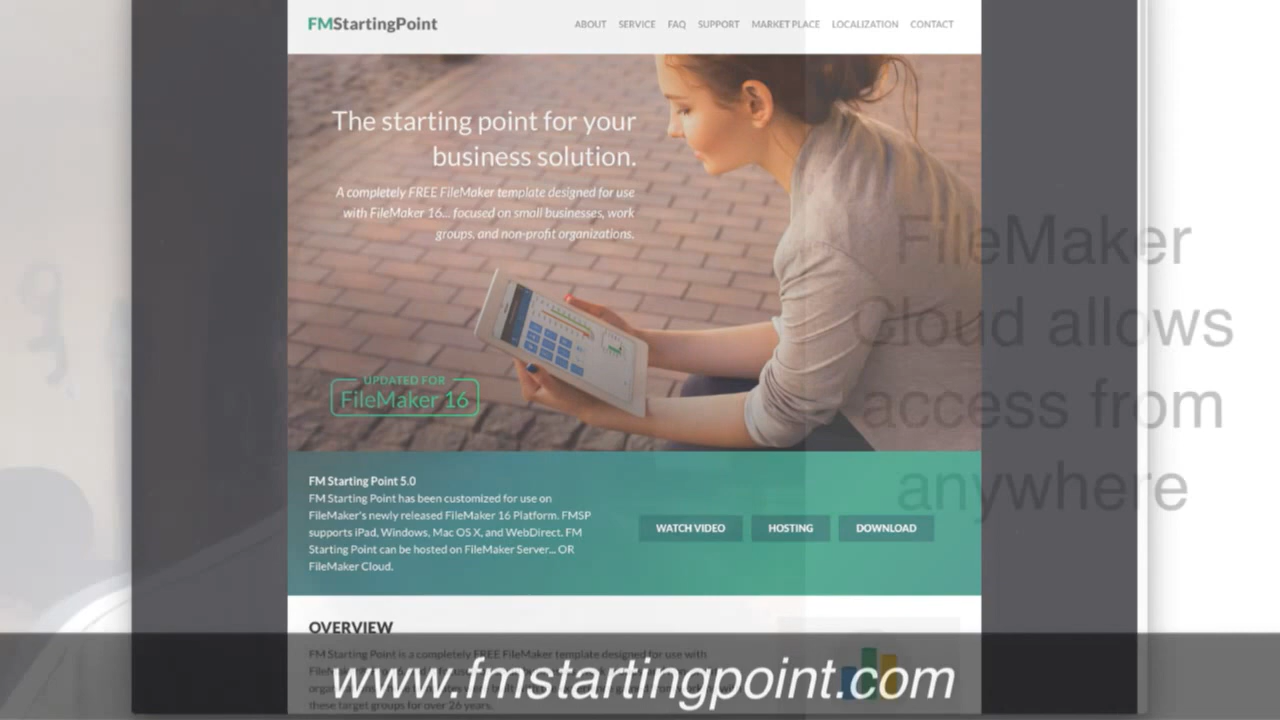 FMStartingPoint
ABOUT SERVICE FAQ SUPPORT MARKET PLACE LOCALIZATION CONTACT
The starting point for your
business solution.
A completely FREE FileMaker template designed for use
with FileMaker 16... focused on small businesses, work
groups, and non-profit organizations.
UPDATED FOR
FileMaker 16
FileMaker
Cloud allows
access from
anywhere
FM Starting Point 5.0
FM Starting Point has been customized for use on
FileMaker's newly released FileMaker 16 Platform. FMSP
supports iPad, Windows, Mac OS X, and WebDirect. FM
Starting Point can be hosted on FileMaker Server... OR
FileMaker Cloud.
WATCH VIDEO HOSTING DOWNLOAD
OVERVIEW
FM Starting Point is a completely FREE FileMaker template designed for use with
www.fmstartingpoint.com
these target groups for over 26 years.